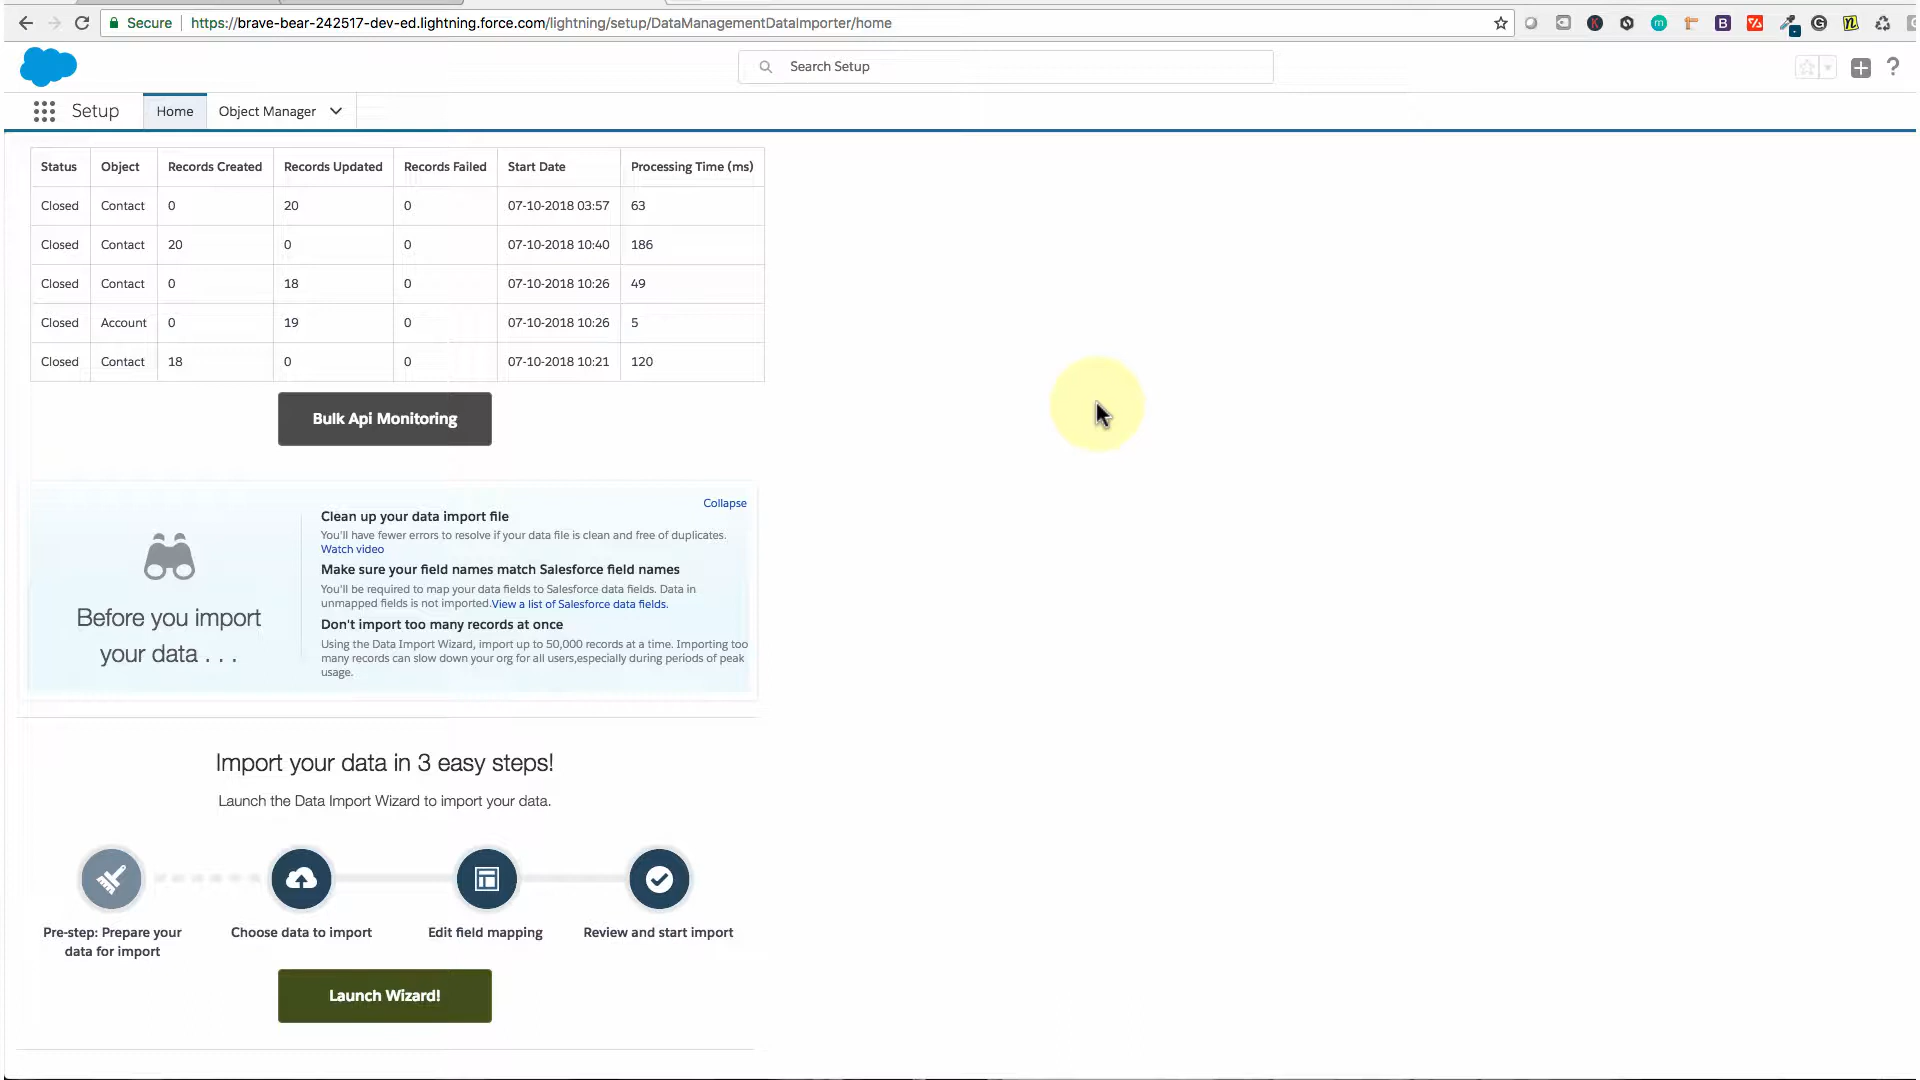 Secure https://brave-bear-242517-dev-ed.lightning.force.com/lightning/setup/DataManagementDataImporter/home
Search Setup
Setup Home Object Manager
Status Object Records Created Records Updated Records Failed Start Date Processing Time (ms)
Closed Contact 0 20 0 07-10-2018 03:57 63
Closed Contact 20 0 0 07-10-2018 10:40 186
Closed Contact 0 18 0 07-10-2018 10:26 49
Closed Account 0 19 0 07-10-2018 10:26 5
Closed Contact 18 0 0 07-10-2018 10:21 120
Bulk Api Monitoring
Collapse
Before you import
your data . . .
Clean up your data import file
You'll have fewer errors to resolve if your data file is clean and free of duplicates.
Watch video
Make sure your field names match Salesforce field names
You'll be required to map your data fields to Salesforce data fields. Data in
unmapped fields is not imported.View a list of Salesforce data fields.
Don't import too many records at once
Using the Data Import Wizard, import up to 50,000 records at a time. Importing too
many records can slow down your org for all users,especially during periods of peak
usage.
Import your data in 3 easy steps!
Launch the Data Import Wizard to import your data.
Pre-step: Prepare your
data for import
Choose data to import
Edit field mapping
Review and start import
Launch Wizard!